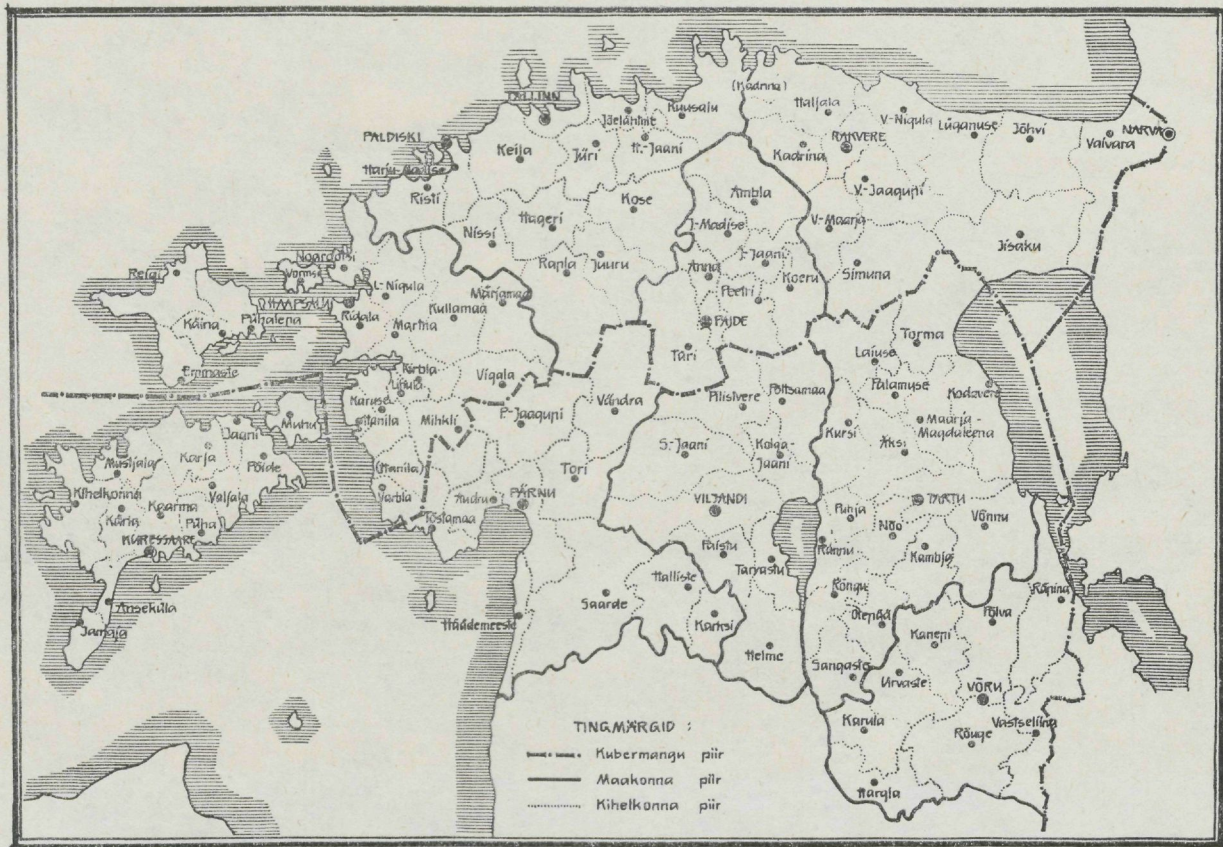 TALLINN
Kuusalu
(Kadrina)
Haljala
Jõelähtme
V-Nigula
Lüganuse
Jõhvi
NARVA
Vaivara
PALDISKI
Keila
Jüri
H.-Jaani
RAKVERE
Kadrina
Harju-Madise
Risti
V.-Jaagupi
Ambla
Kose
Hageri
J-Madise
V-Maarja
Nissi
Jisaku
Juuru
Rapla
J-Jaani
Simuna
Anna
Koeru
Peetri
Noarootsi
Vormsi
Reigi
L-Nigula
Märjamaa
HAAPSALU
Ridala
Kullamaa
PAIDE
Käina
Pühalepa
Martna
Türi
Torma
Laiuse
Emmaste
Kirbla
Lihula
Vigala
Palamuse
Kodavere
Karuse
Hanila
Mihkli
P-Jaagupi
Vändra
Pilistvere
Põltsamaa
Maarja
Magdaleena
Muhu
Kursi
Äksi
Jaani
Karja
Mustjala
Pöide
S-Jaani
Kolga-
Jaani
(Hanila)
Tori
Kihelkonna
Valjala
Varbla
Audru
PÄRNU
VILJANDI
TARTU
Kaarma
Kärla
Püha
Tõstamaa
Puhja
Nõo
Võnnu
KURESSAARE
Rannu
Kambja
Paistu
Tarvastu
Halliste
Rõngu
Räpina
Anseküla
Saarde
Karksi
Otepää
Põlva
Jämaja
Häädemeeste
Kanepi
Helme
Sangaste
Urvaste
VÕRU
Karula
Vastseliina
Rõuge
Hargla
TINGMÄRGID :
Kubermangu piir
Maakonna piir
Kihelkonna piir